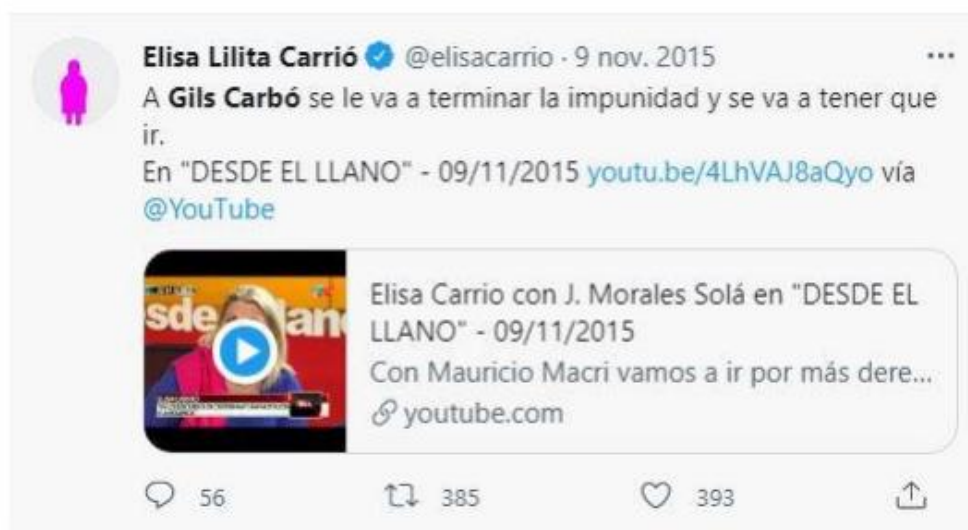 Elisa Lilita Carrió @elisacarrio · 9 nov. 2015
A Gils Carbó se le va a terminar la impunidad y se va a tener que
ir.
En "DESDE EL LLANO" - 09/11/2015 youtu.be/4LhVAJ8aQyo vía
@YouTube
sde lan
Elisa Carrio con J. Morales Solá en "DESDE EL
LLANO" - 09/11/2015
Con Mauricio Macri vamos a ir por más dere...
youtube.com
56 385 393